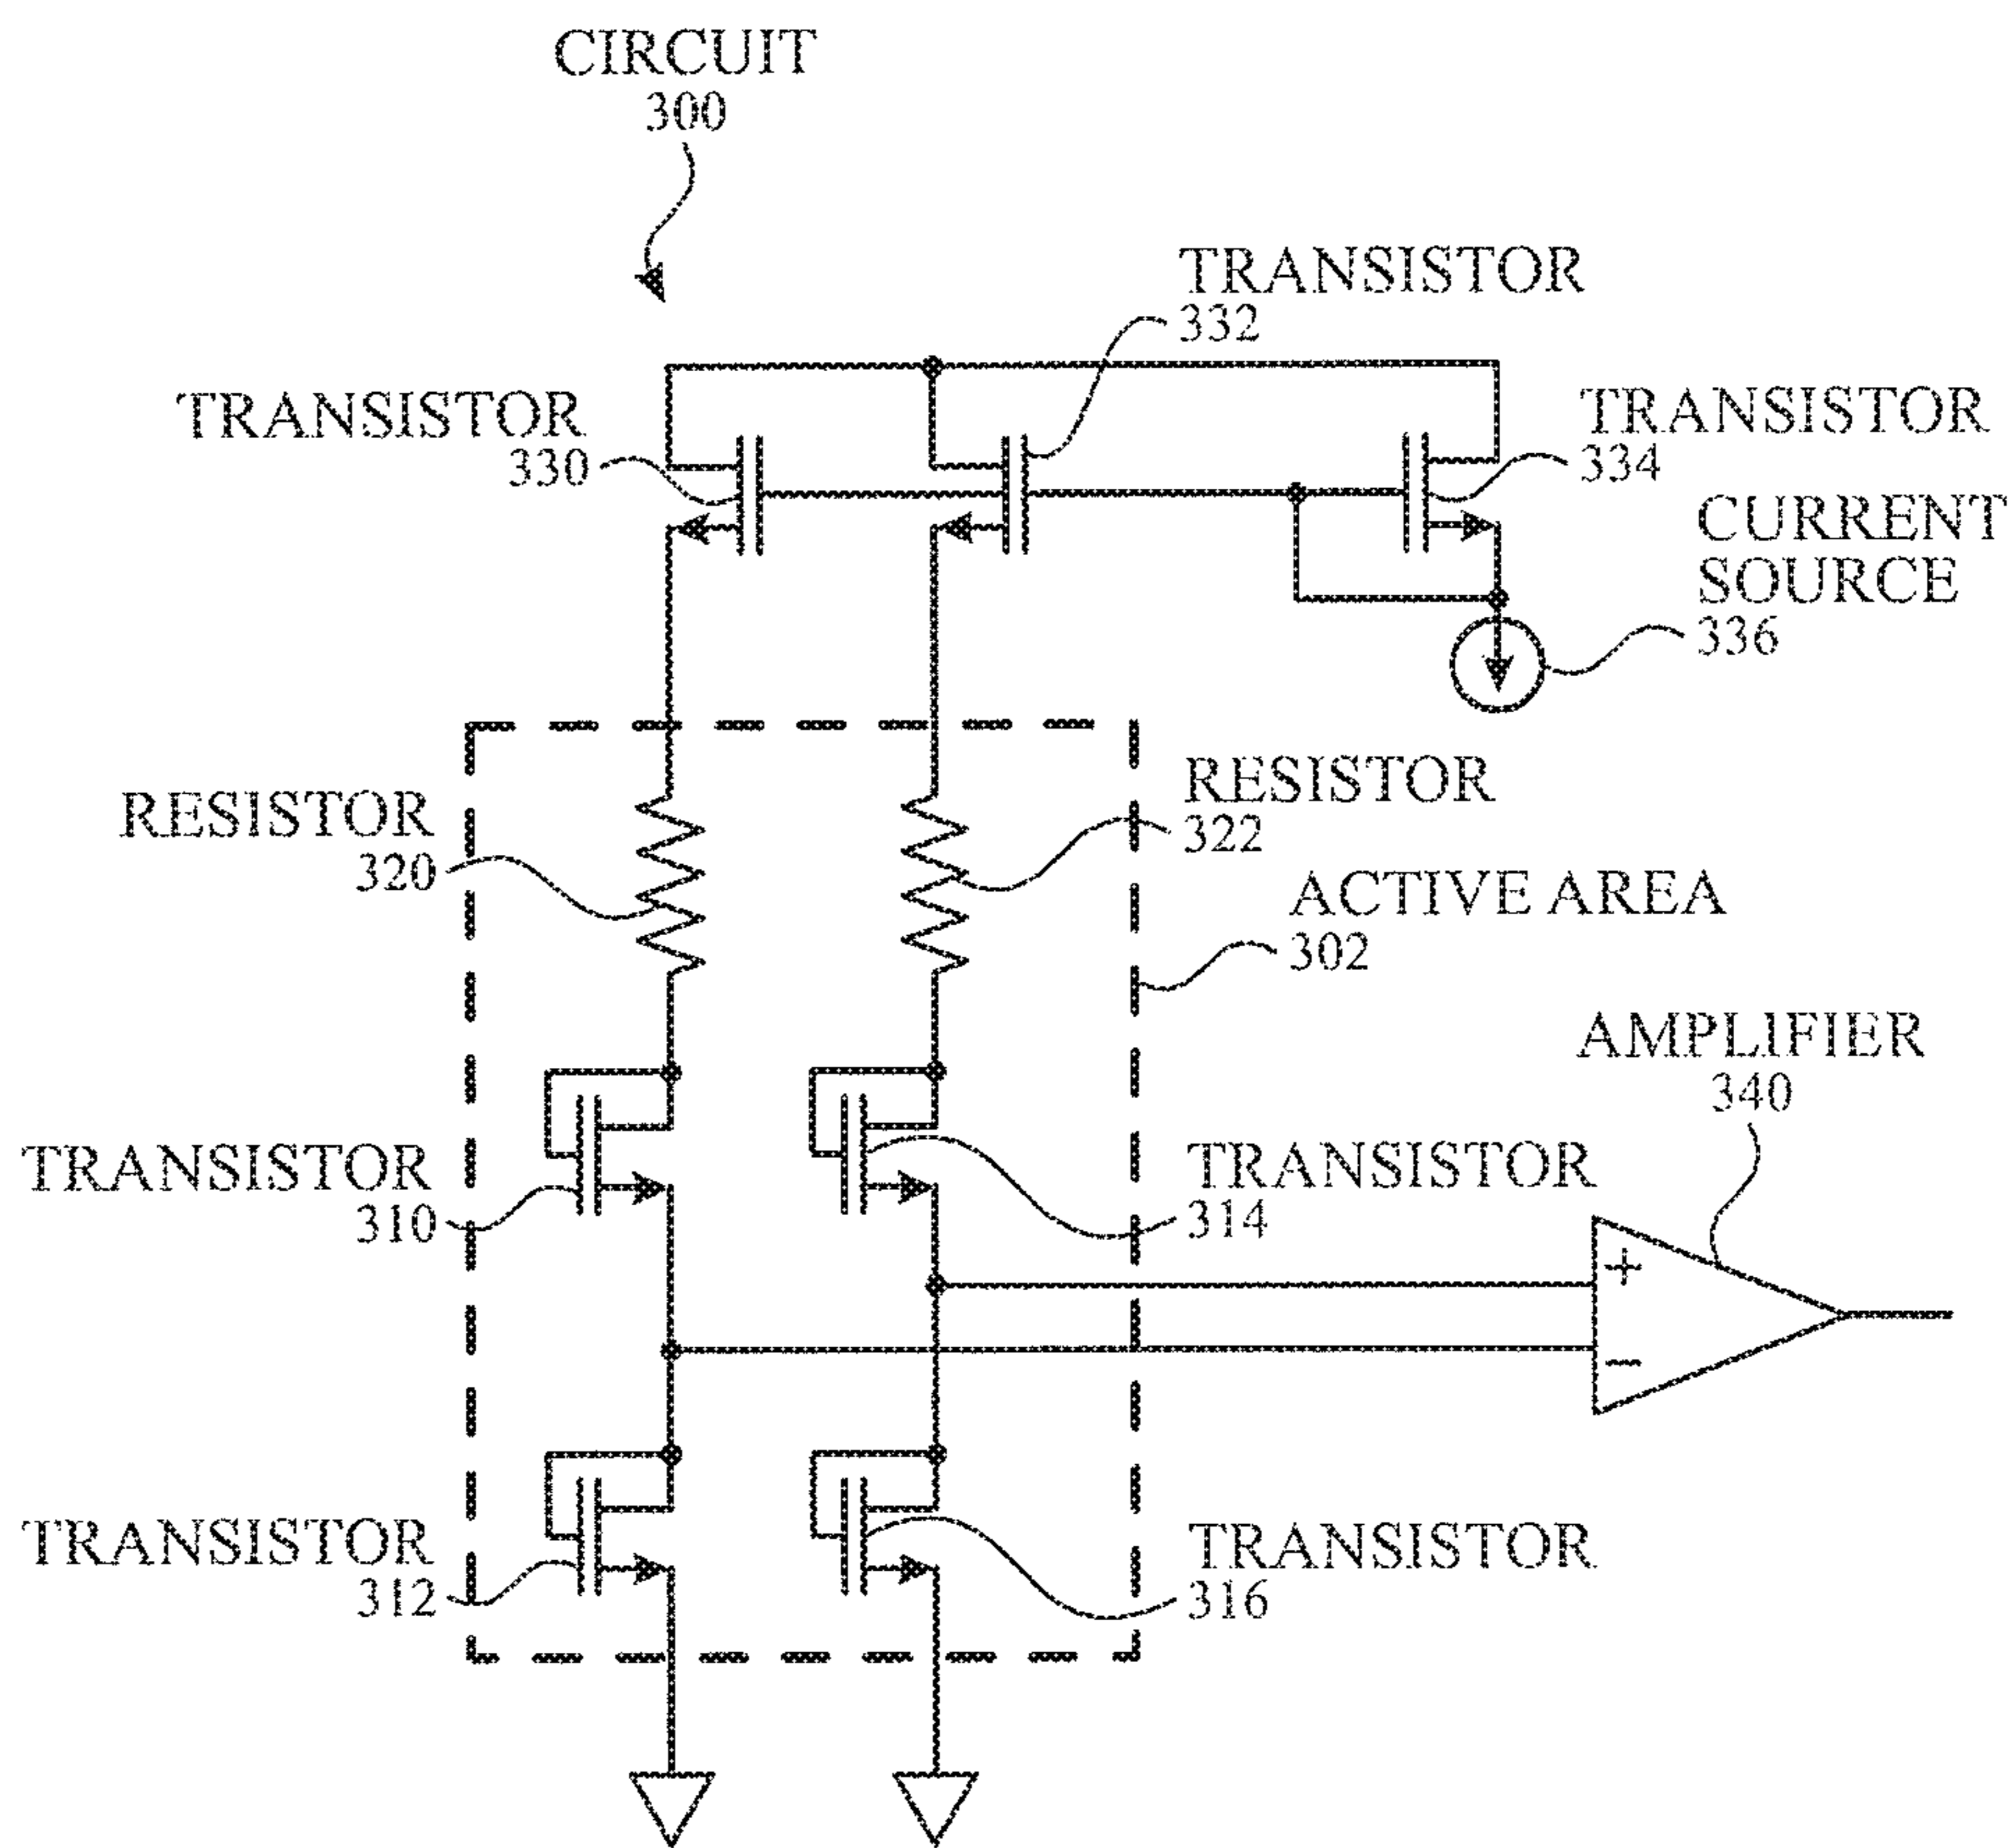 CIRCUIT
300
TRANSISTOR
332
TRANSISTOR
330
TRANSISTOR
334
CURRENT
SOURCE
336
RESISTOR
320
RESISTOR
322
ACTIVE AREA
302
AMPLIFIER
340
TRANSISTOR
310
TRANSISTOR
314
+
−
TRANSISTOR
312
TRANSISTOR
316